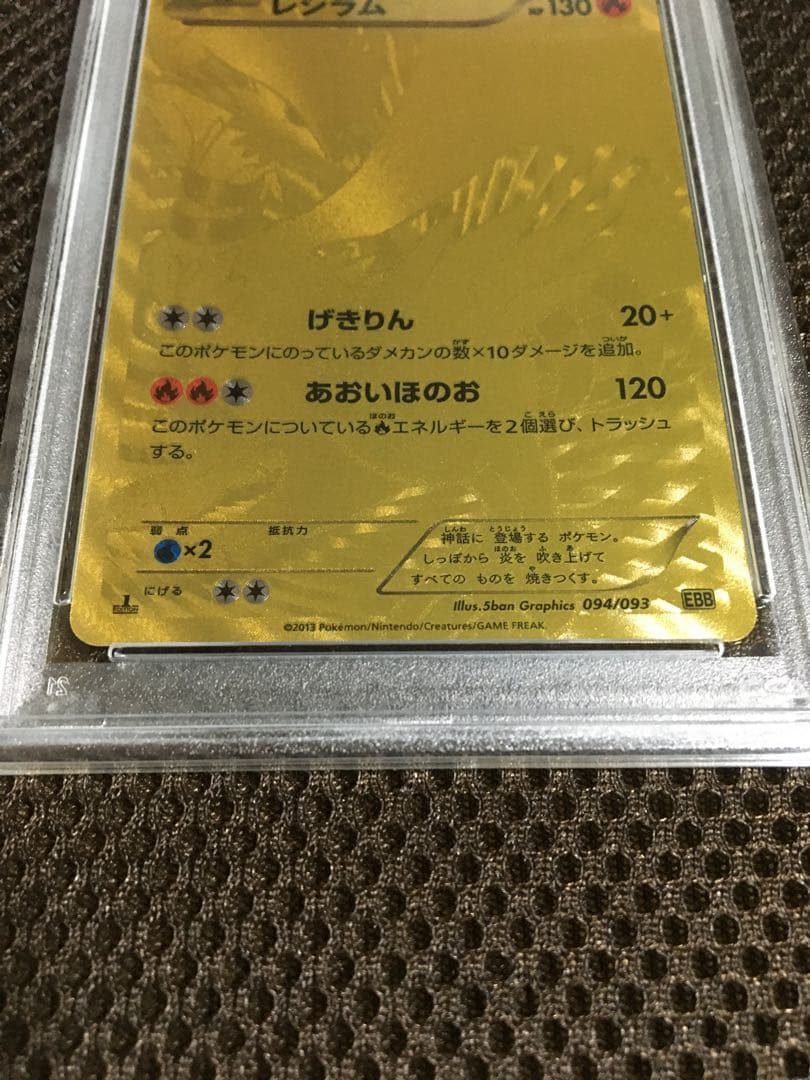 レシラム HP130
げきりん 20+
このポケモンにのっているダメカンの数×10ダメージを追加。
あおいほのお 120
このポケモンについている エネルギーを2個選び、トラッシュ
する。
弱点 抵抗力
×2
にげる
神話に 登場する ポケモン。
しっぽから 炎を 吹き上げて
すべての ものを 焼きつくす。
1 EDITION
Illus.5ban Graphics 094/093 EBB
©2013 Pokémon/Nintendo/Creatures/GAME FREAK.
21